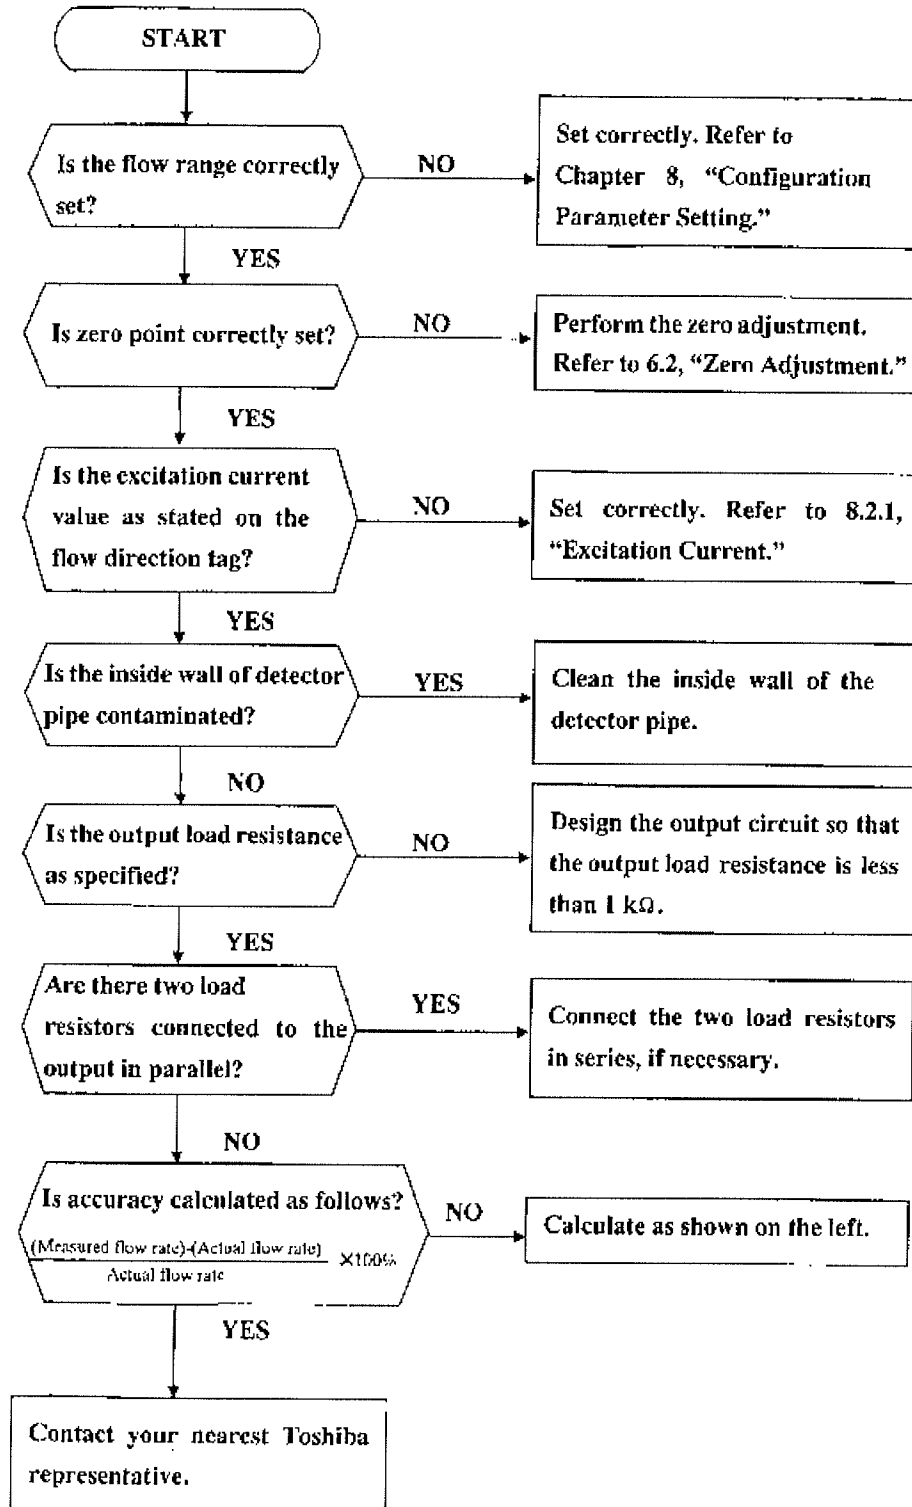 START
Is the flow range correctly
set?
NO
Set correctly. Refer to
Chapter 8, “Configuration
Parameter Setting.”
YES
Is zero point correctly set?
NO
Perform the zero adjustment.
Refer to 6.2, “Zero Adjustment.”
YES
Is the excitation current
value as stated on the
flow direction tag?
NO
Set correctly. Refer to 8.2.1,
“Excitation Current.”
YES
Is the inside wall of detector
pipe contaminated?
YES
Clean the inside wall of the
detector pipe.
NO
Is the output load resistance
as specified?
NO
Design the output circuit so that
the output load resistance is less
than 1 kΩ.
YES
Are there two load
resistors connected to the
output in parallel?
YES
Connect the two load resistors
in series, if necessary.
NO
Is accuracy calculated as follows?
(Measured flow rate)-(Actual flow rate)
Actual flow rate
×100%
NO
Calculate as shown on the left.
YES
Contact your nearest Toshiba
representative.